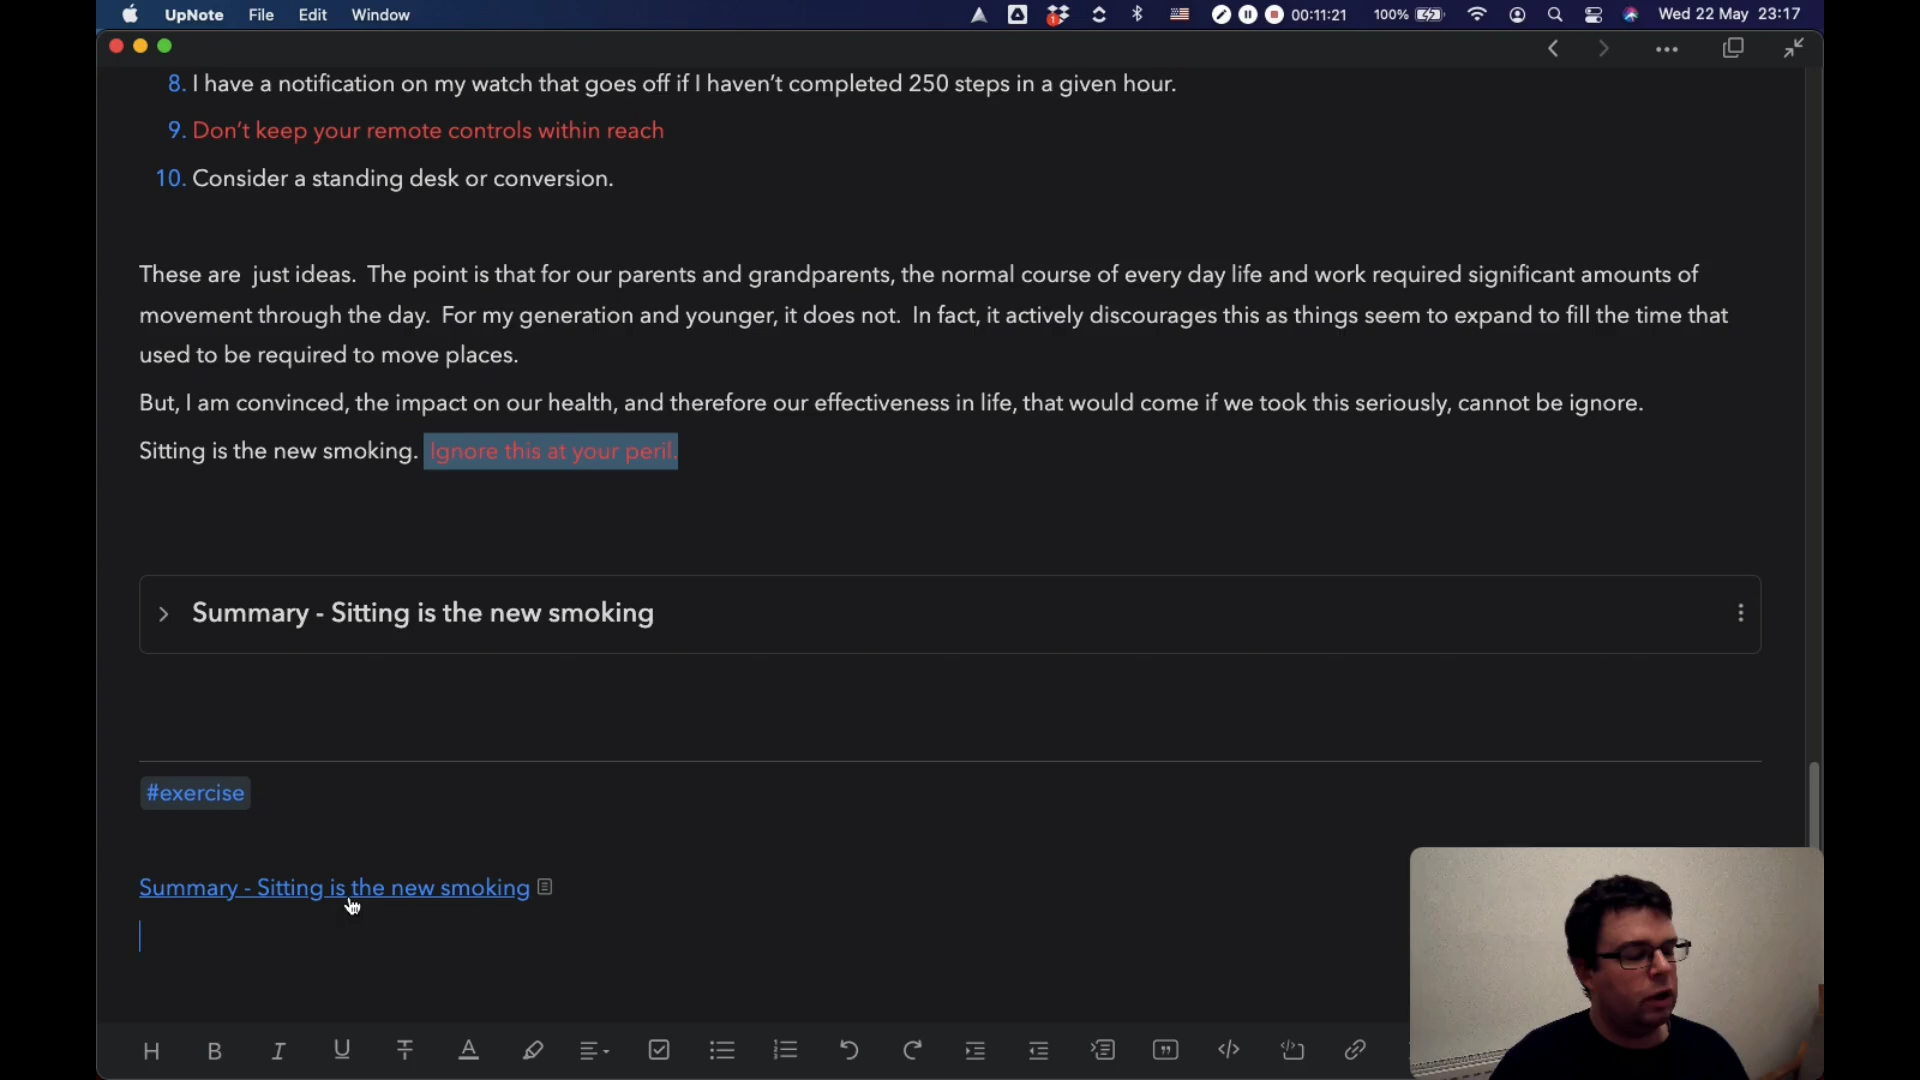 UpNote File Edit Window 1 00:11:21 100% Wed 22 May 23:17
8. I have a notification on my watch that goes off if I haven’t completed 250 steps in a given hour.
9. Don’t keep your remote controls within reach
10. Consider a standing desk or conversion.
These are just ideas. The point is that for our parents and grandparents, the normal course of every day life and work required significant amounts of
movement through the day. For my generation and younger, it does not. In fact, it actively discourages this as things seem to expand to fill the time that
used to be required to move places.
But, I am convinced, the impact on our health, and therefore our effectiveness in life, that would come if we took this seriously, cannot be ignore.
Sitting is the new smoking. Ignore this at your peril.
Summary - Sitting is the new smoking
#exercise
Summary - Sitting is the new smoking
H B I U T A